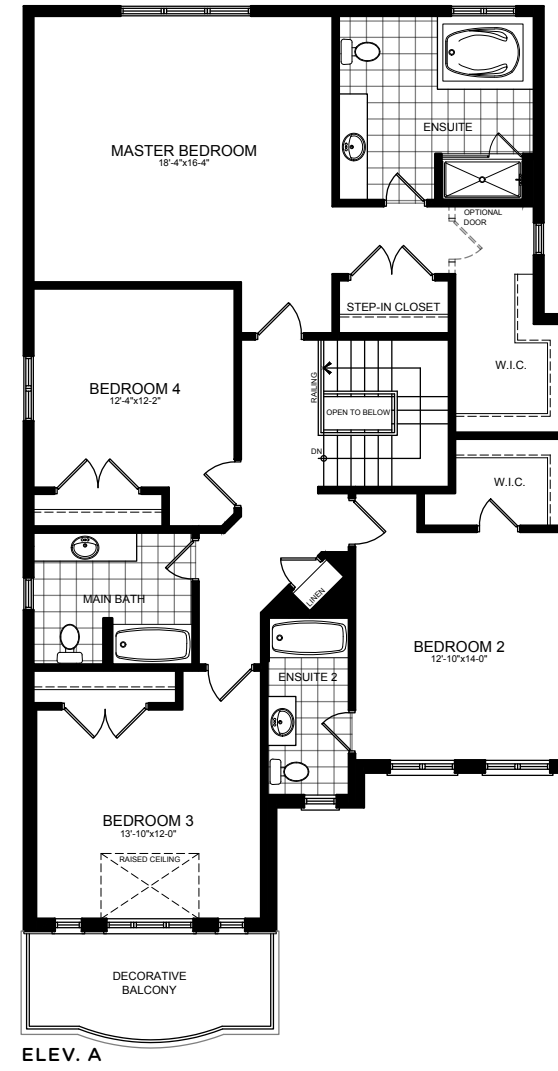 MASTER BEDROOM
18'-4"x16-4"
ENSUITE
OPTIONAL
DOOR
STEP-IN CLOSET
W.I.C.
BEDROOM 4
12'-4"x12'-2"
RAILING
OPEN TO BELOW
DN
W.I.C.
LINEN
MAIN BATH
BEDROOM 2
12'-10"x14'-0"
ENSUITE 2
BEDROOM 3
13'-10"x12'-0"
RAISED CEILING
DECORATIVE
BALCONY
ELEV. A